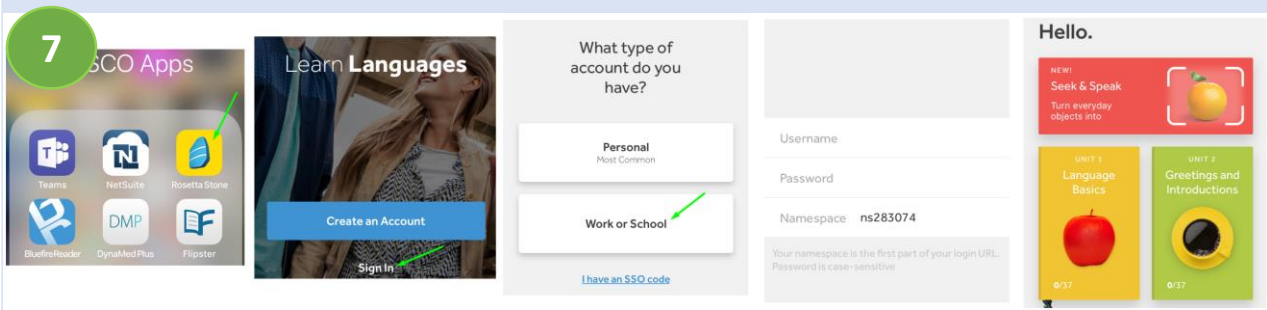 7
SCO Apps
Teams
NetSuite
Rosetta Stone
BluefireReader
DMP
DynaMed Plus
Flipster
Learn Languages
Create an Account
Sign In
What type of
account do you
have?
Personal
Most Common
Work or School
I have an SSO code
Username
Password
Namespace ns283074
Your namespace is the first part of your login URL.
Password is case-sensitive
Hello.
NEW!
Seek & Speak
Turn everyday
objects into
UNIT 1
Language
Basics
0/37
UNIT 2
Greetings and
Introductions
0/37